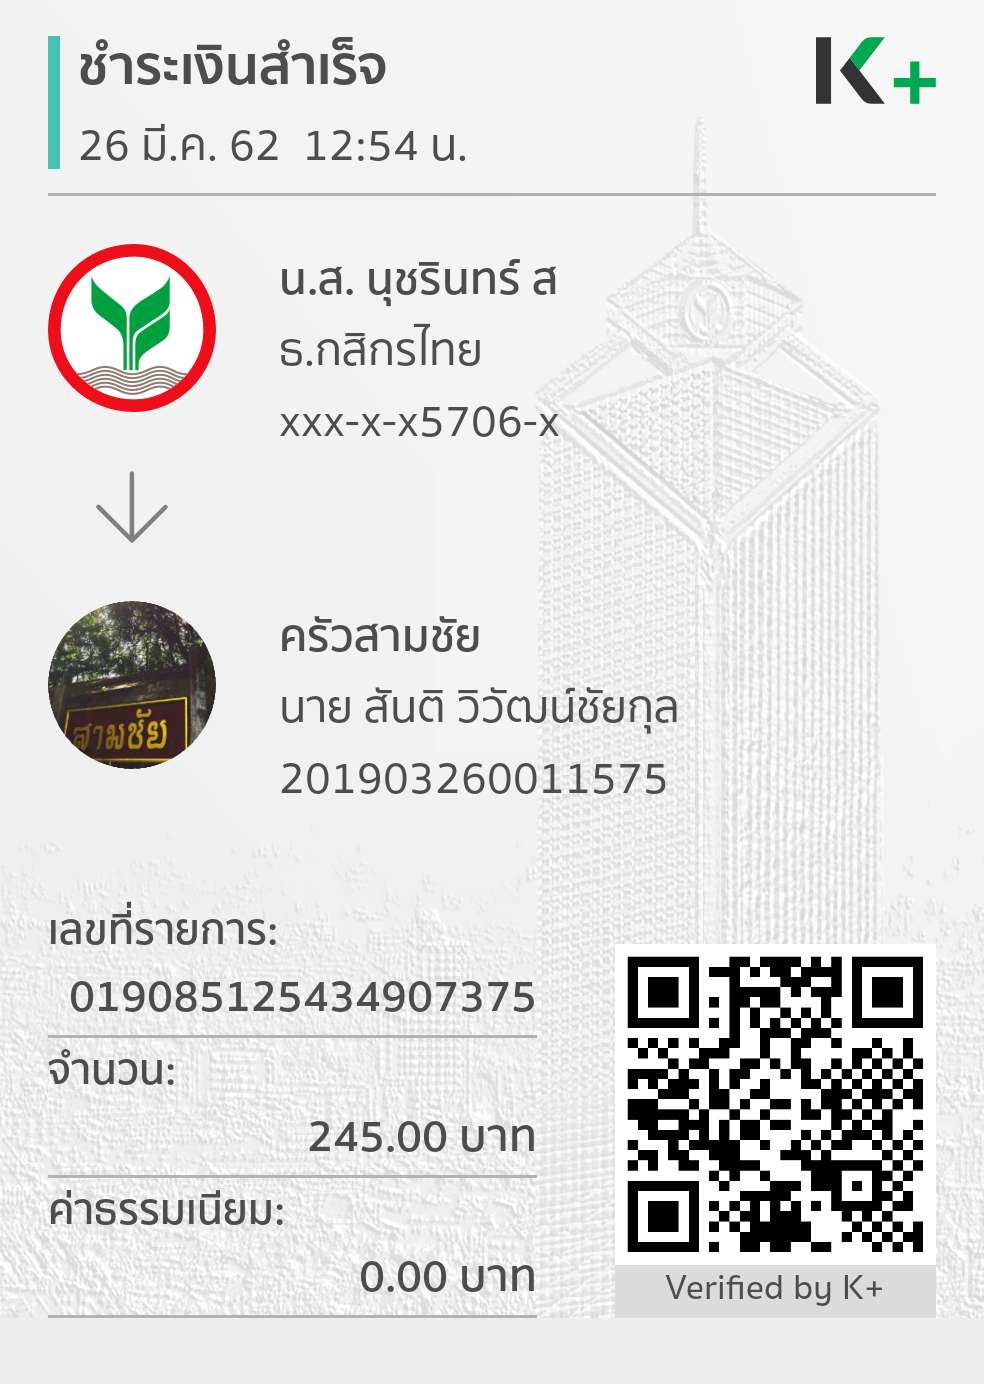 ชำระเงินสำเร็จ
K+
26 มี.ค. 62 12:54 น.
น.ส. นุชรินทร์ ส
ธ.กสิกรไทย
xxx-x-x5706-x
ครัวสามชัย
นาย สันติ วิวัฒน์ชัยกุล
201903260011575
สามชัย
เลขที่รายการ:
019085125434907375
จำนวน:
245.00 บาท
ค่าธรรมเนียม:
0.00 บาท
Verified by K+